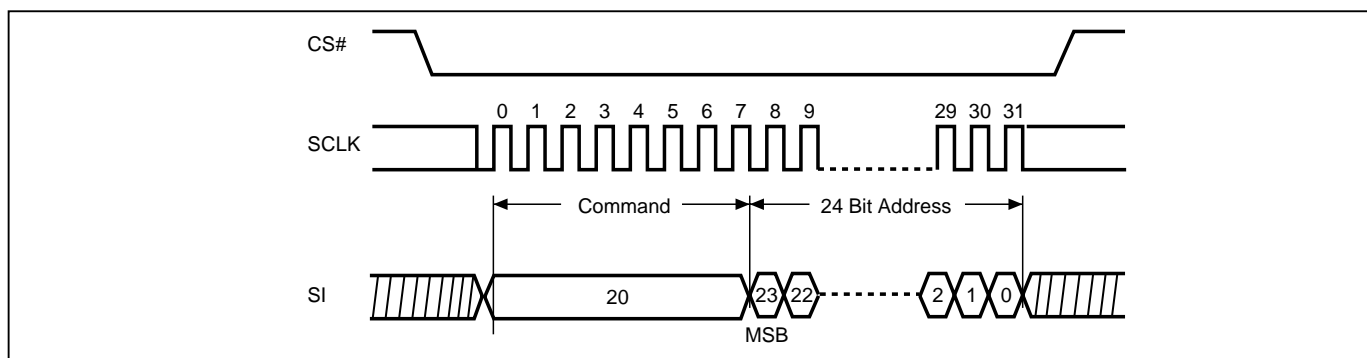 CS#
0 1 2 3 4 5 6 7 8 9 29 30 31
SCLK
Command 24 Bit Address
SI 20 23 22 2 1 0
MSB